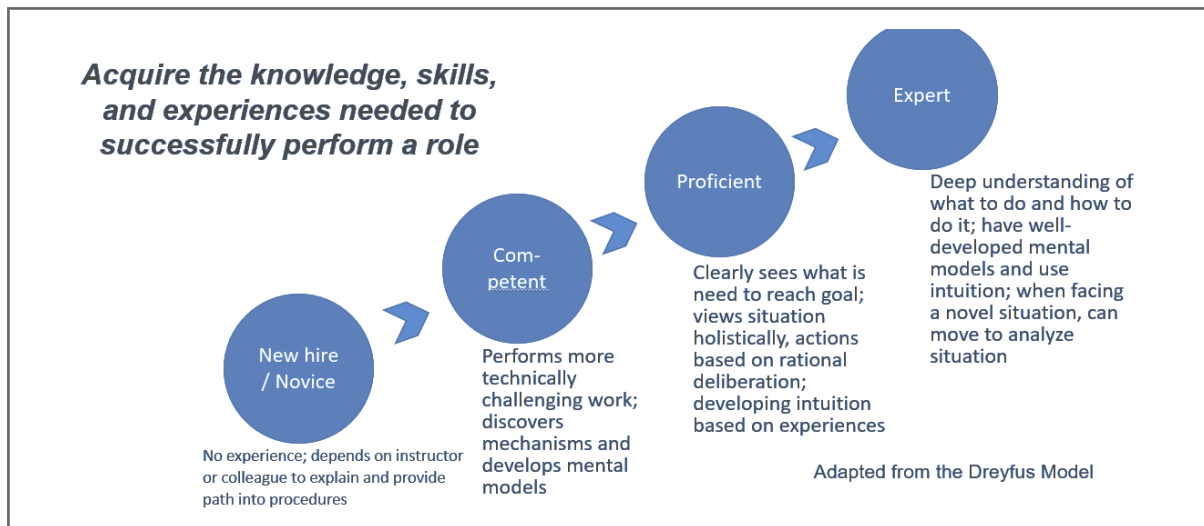 Acquire the knowledge, skills,
and experiences needed to
successfully perform a role
New hire
/ Novice
No experience; depends on instructor
or colleague to explain and provide
path into procedures
Com-
petent
Performs more
technically
challenging work;
discovers
mechanisms and
develops mental
models
Proficient
Clearly sees what is
need to reach goal;
views situation
holistically, actions
based on rational
deliberation;
developing intuition
based on experiences
Expert
Deep understanding of
what to do and how to
do it; have well-
developed mental
models and use
intuition; when facing
a novel situation, can
move to analyze
situation
Adapted from the Dreyfus Model